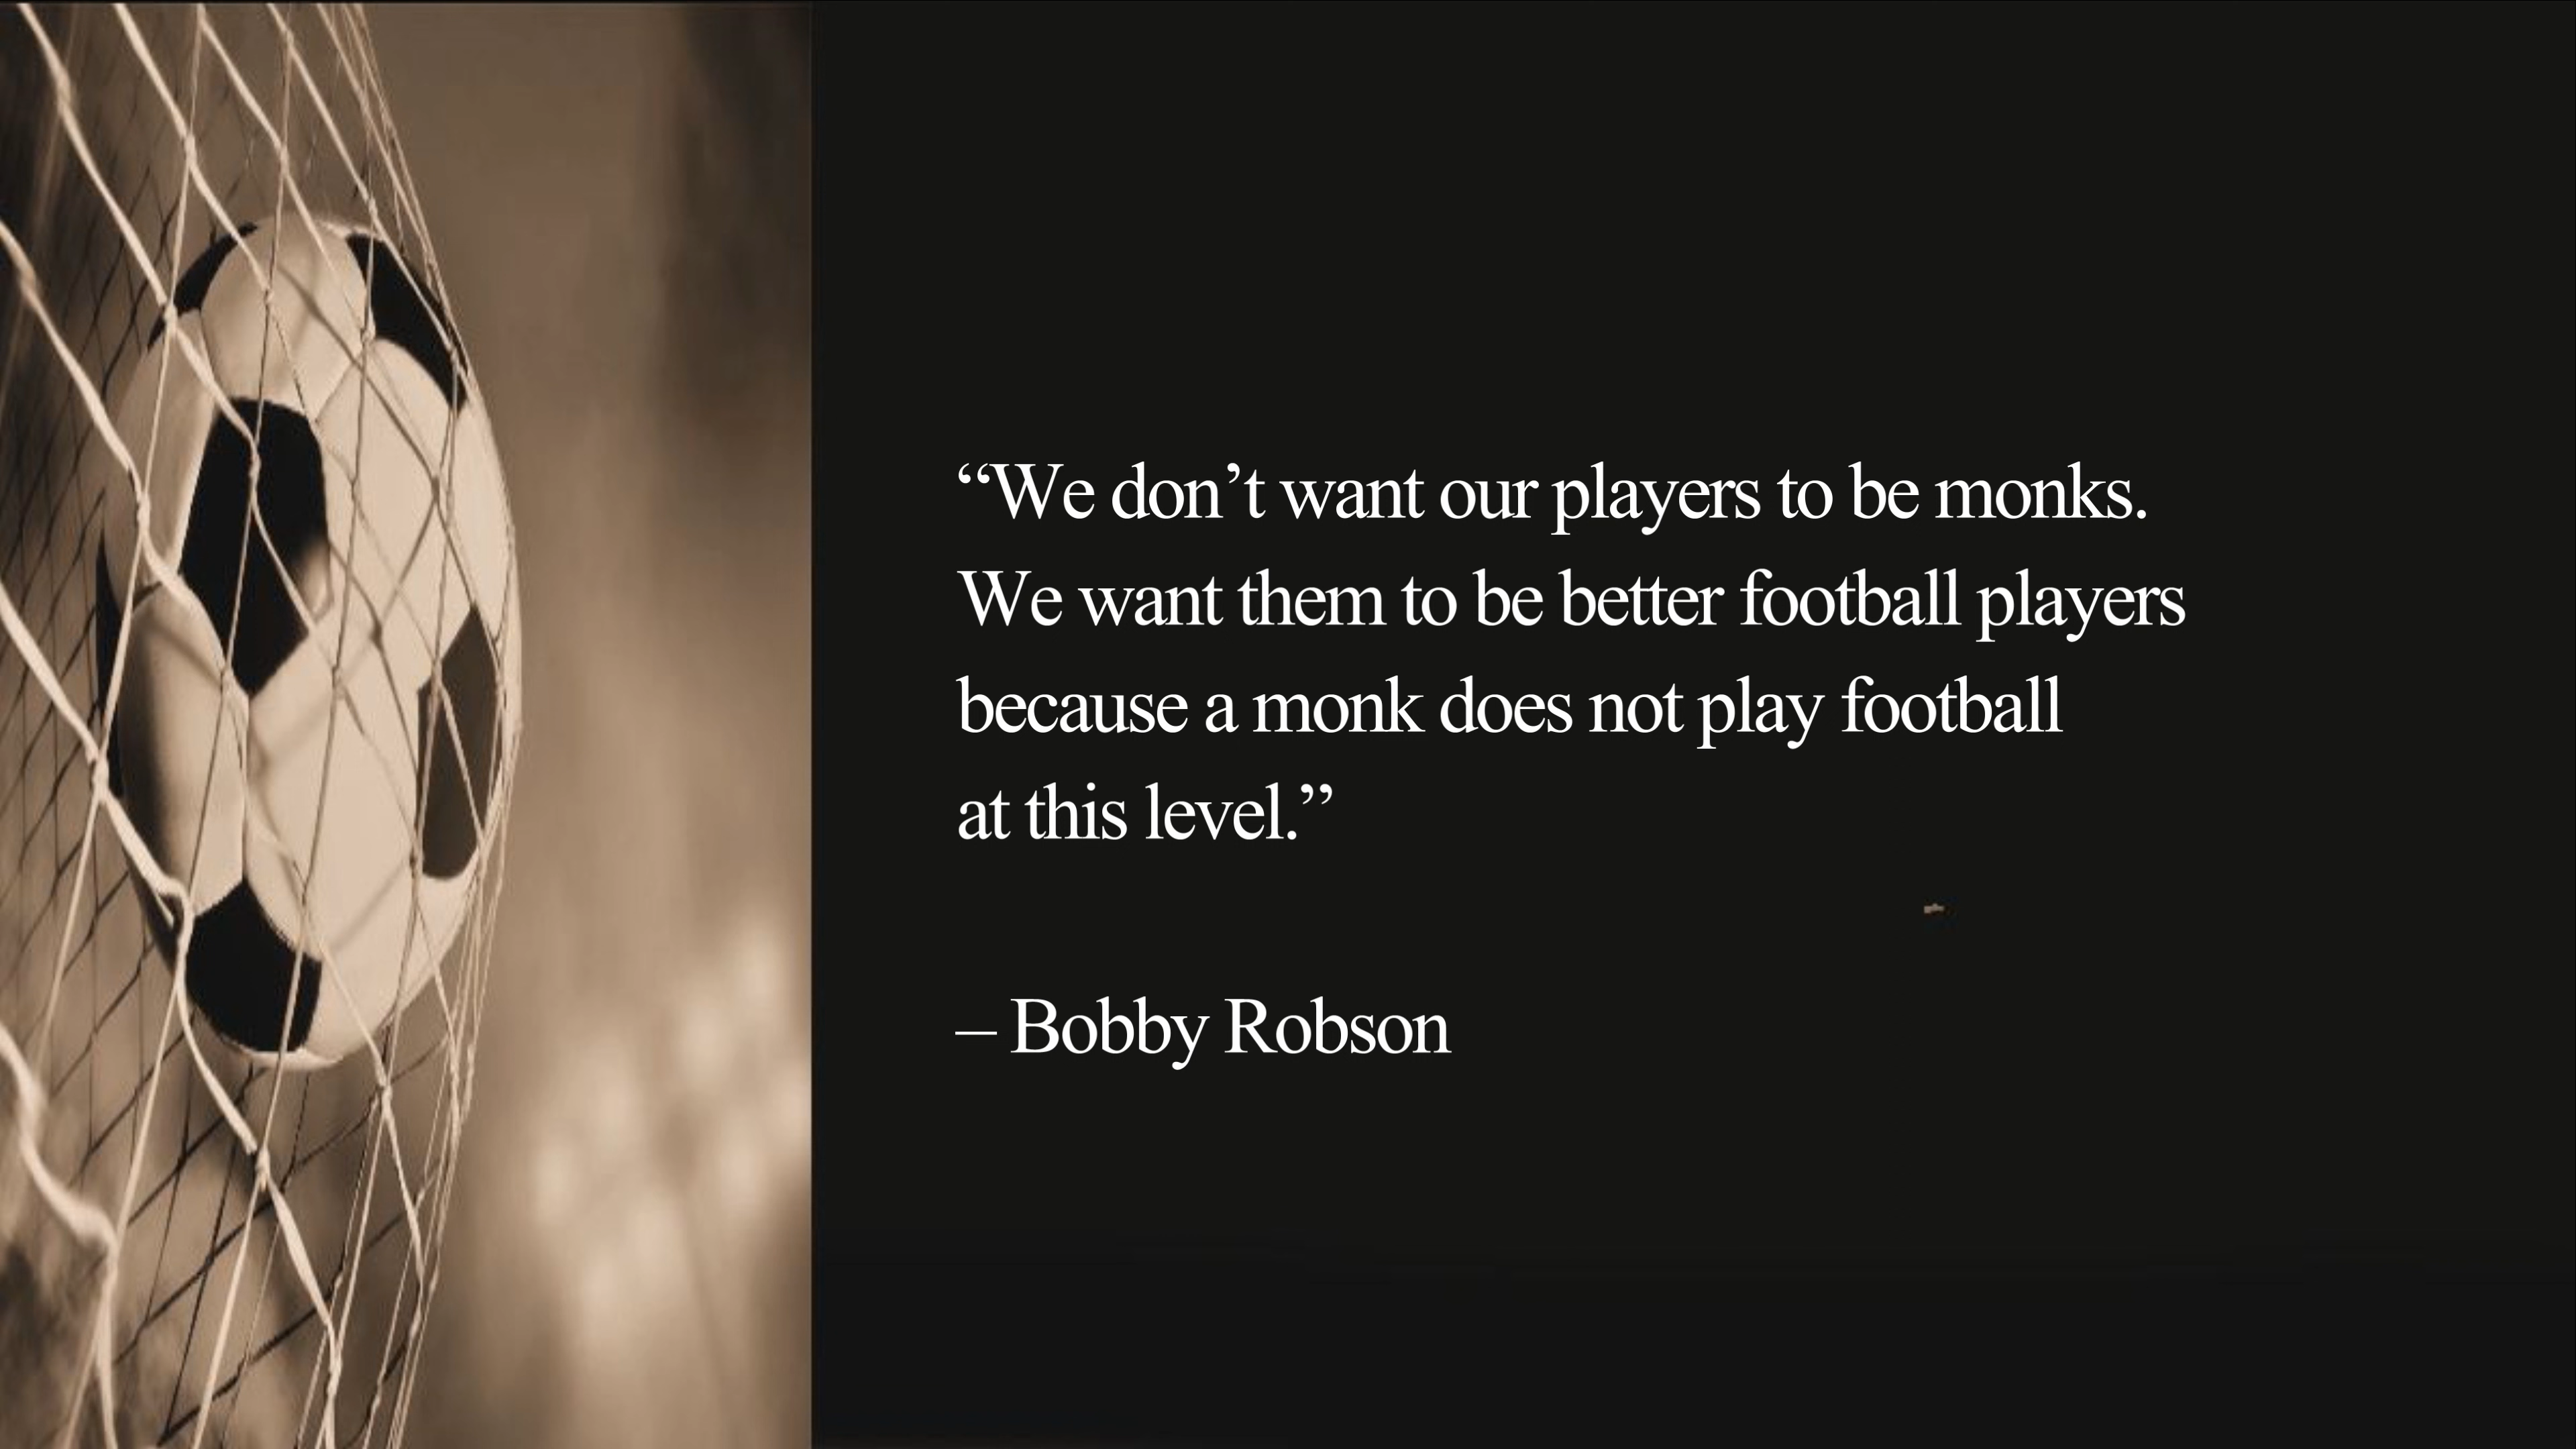 “We don’t want our players to be monks.
We want them to be better football players
because a monk does not play football
at this level.”
– Bobby Robson